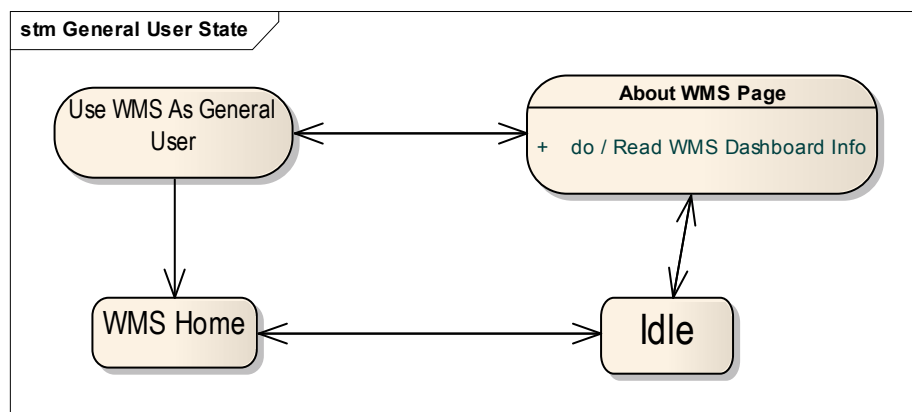 stm General User State
Use WMS As General
User
About WMS Page
+ do / Read WMS Dashboard Info
WMS Home
Idle